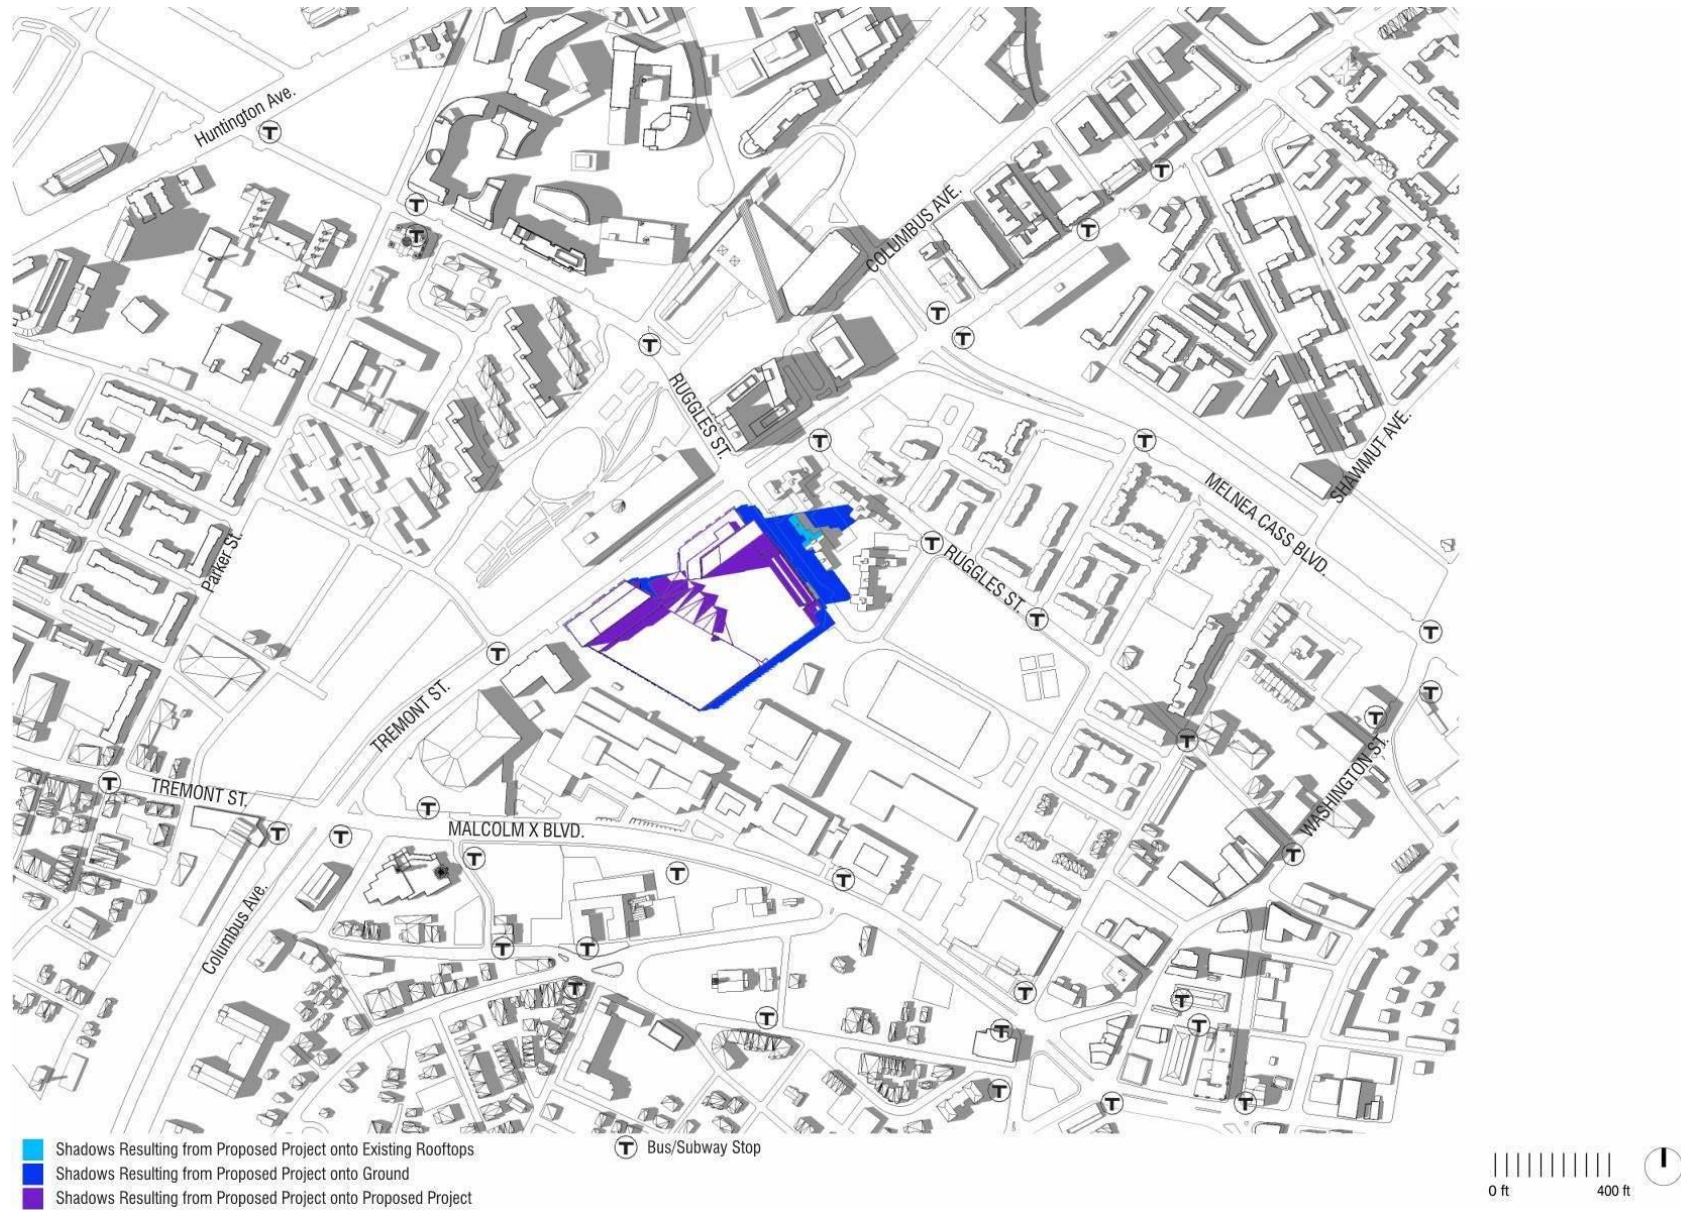 Huntington Ave.
COLUMBUS AVE.
RUGGLES ST.
SHAWMUT AVE.
MELNEA CASS BLVD.
Parker St.
RUGGLES ST.
TREMONT ST.
WASHINGTON ST.
TREMONT ST.
MALCOLM X BLVD.
Columbus Ave.
Shadows Resulting from Proposed Project onto Existing Rooftops
T Bus/Subway Stop
Shadows Resulting from Proposed Project onto Ground
Shadows Resulting from Proposed Project onto Proposed Project
0 ft 400 ft